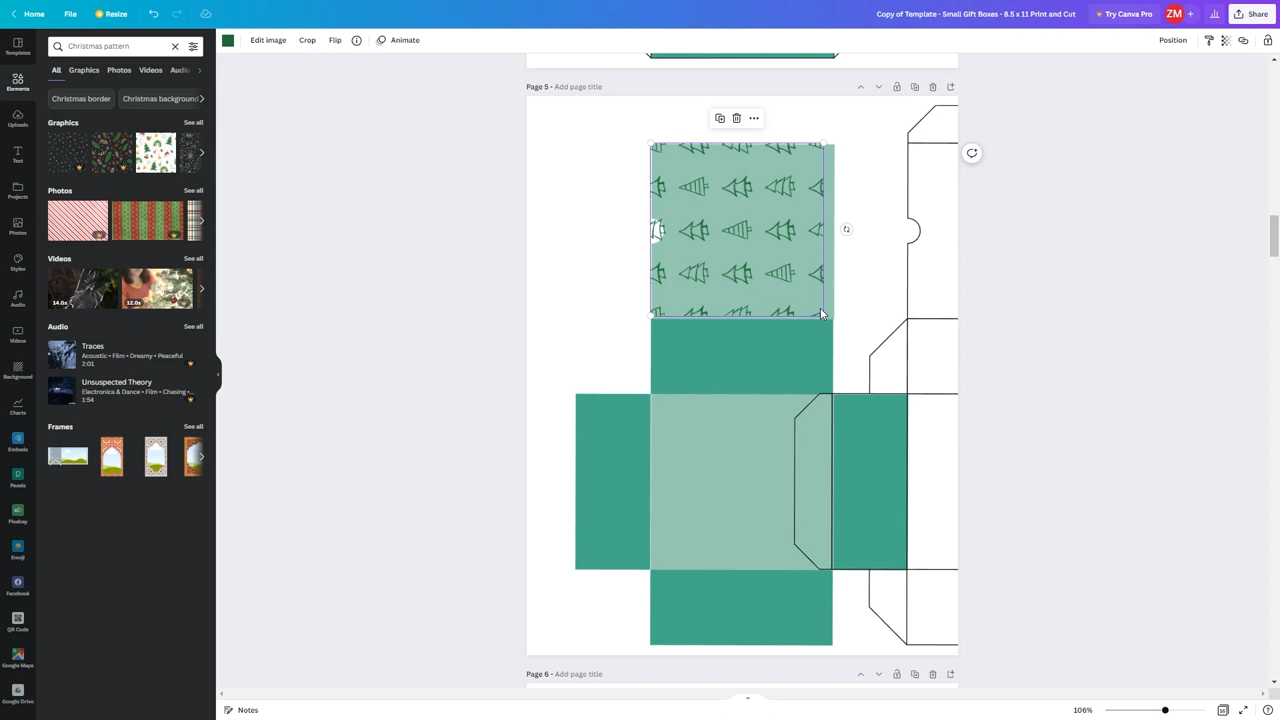 Home
File
Resize
Copy of Template - Small Gift Boxes - 8.5 x 11 Print and Cut
Try Canva Pro
ZM
Share
Templates
Elements
Uploads
Text
Projects
Photos
Styles
Audio
Videos
Background
Charts
Embeds
Pexels
Pixabay
Emoji
Facebook
QR Code
Google Maps
Google Drive
Christmas pattern
All
Graphics
Photos
Videos
Audio
Christmas border
Christmas background
Graphics
See all
Photos
See all
Videos
See all
14.0s
12.0s
Audio
See all
Traces
Acoustic • Film • Dreamy • Peaceful
2:01
Unsuspected Theory
Electronica & Dance • Film • Chasing •...
1:54
Frames
See all
Edit image
Crop
Flip
Animate
Position
Page 5 - Add page title
Page 6 - Add page title
Notes
106%
16